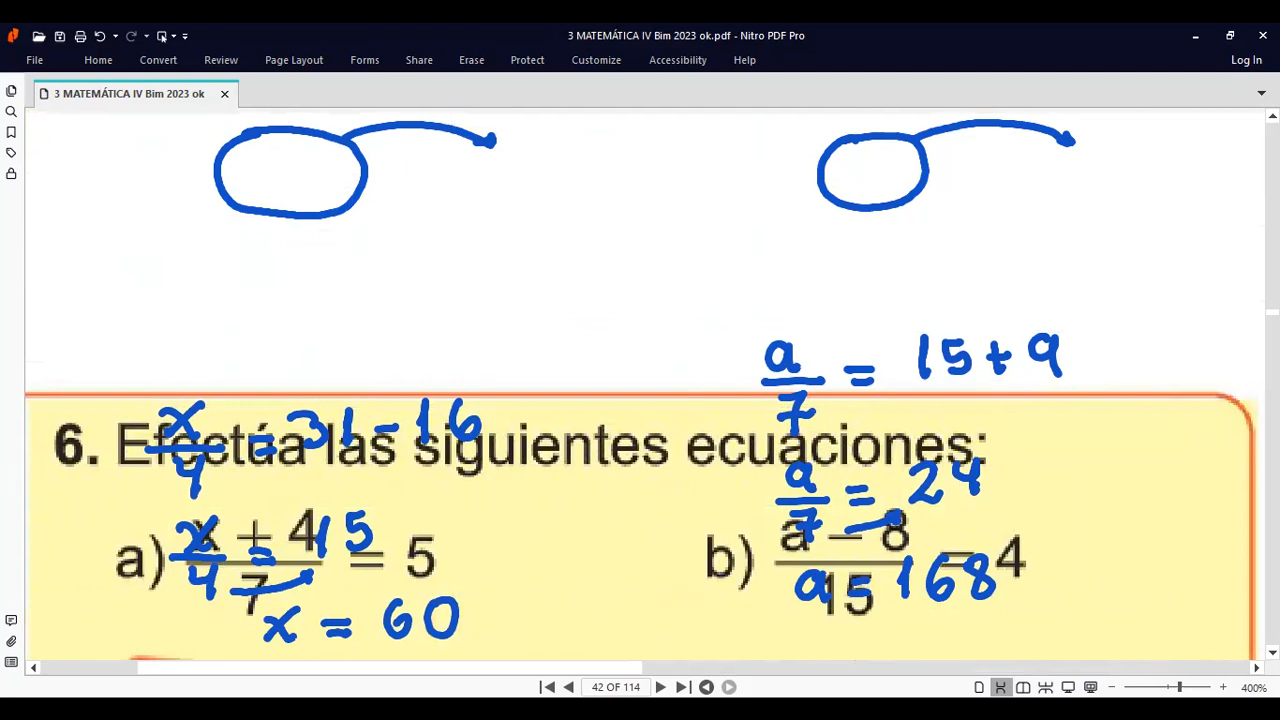 3 MATEMÁTICA IV Bim 2023 ok.pdf - Nitro PDF Pro
File Home Convert Review Page Layout Forms Share Erase Protect Customize Accessibility Help Log In
3 MATEMÁTICA IV Bim 2023 ok
a/7 = 15 + 9
x/4 = 31 - 16
6. Efectúa las siguientes ecuaciones:
a/7 = 24
x/4 = 15
a) (x + 4)/7 = 5
b) (a - 8)/15 = 4
a = 168
x = 60
42 OF 114
400%